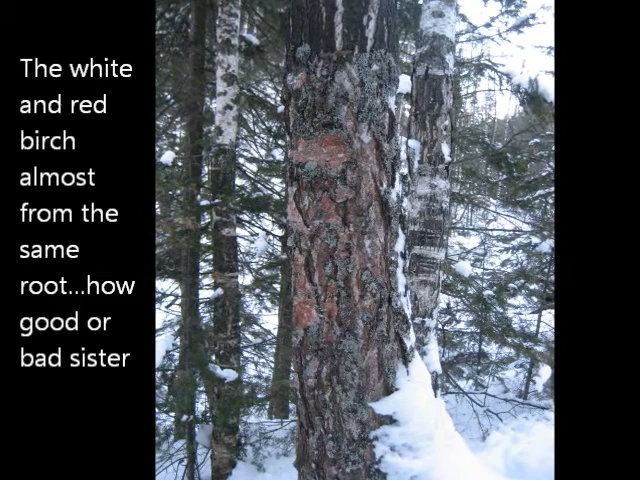 The white
and red
birch
almost
from the
same
root...how
good or
bad sister